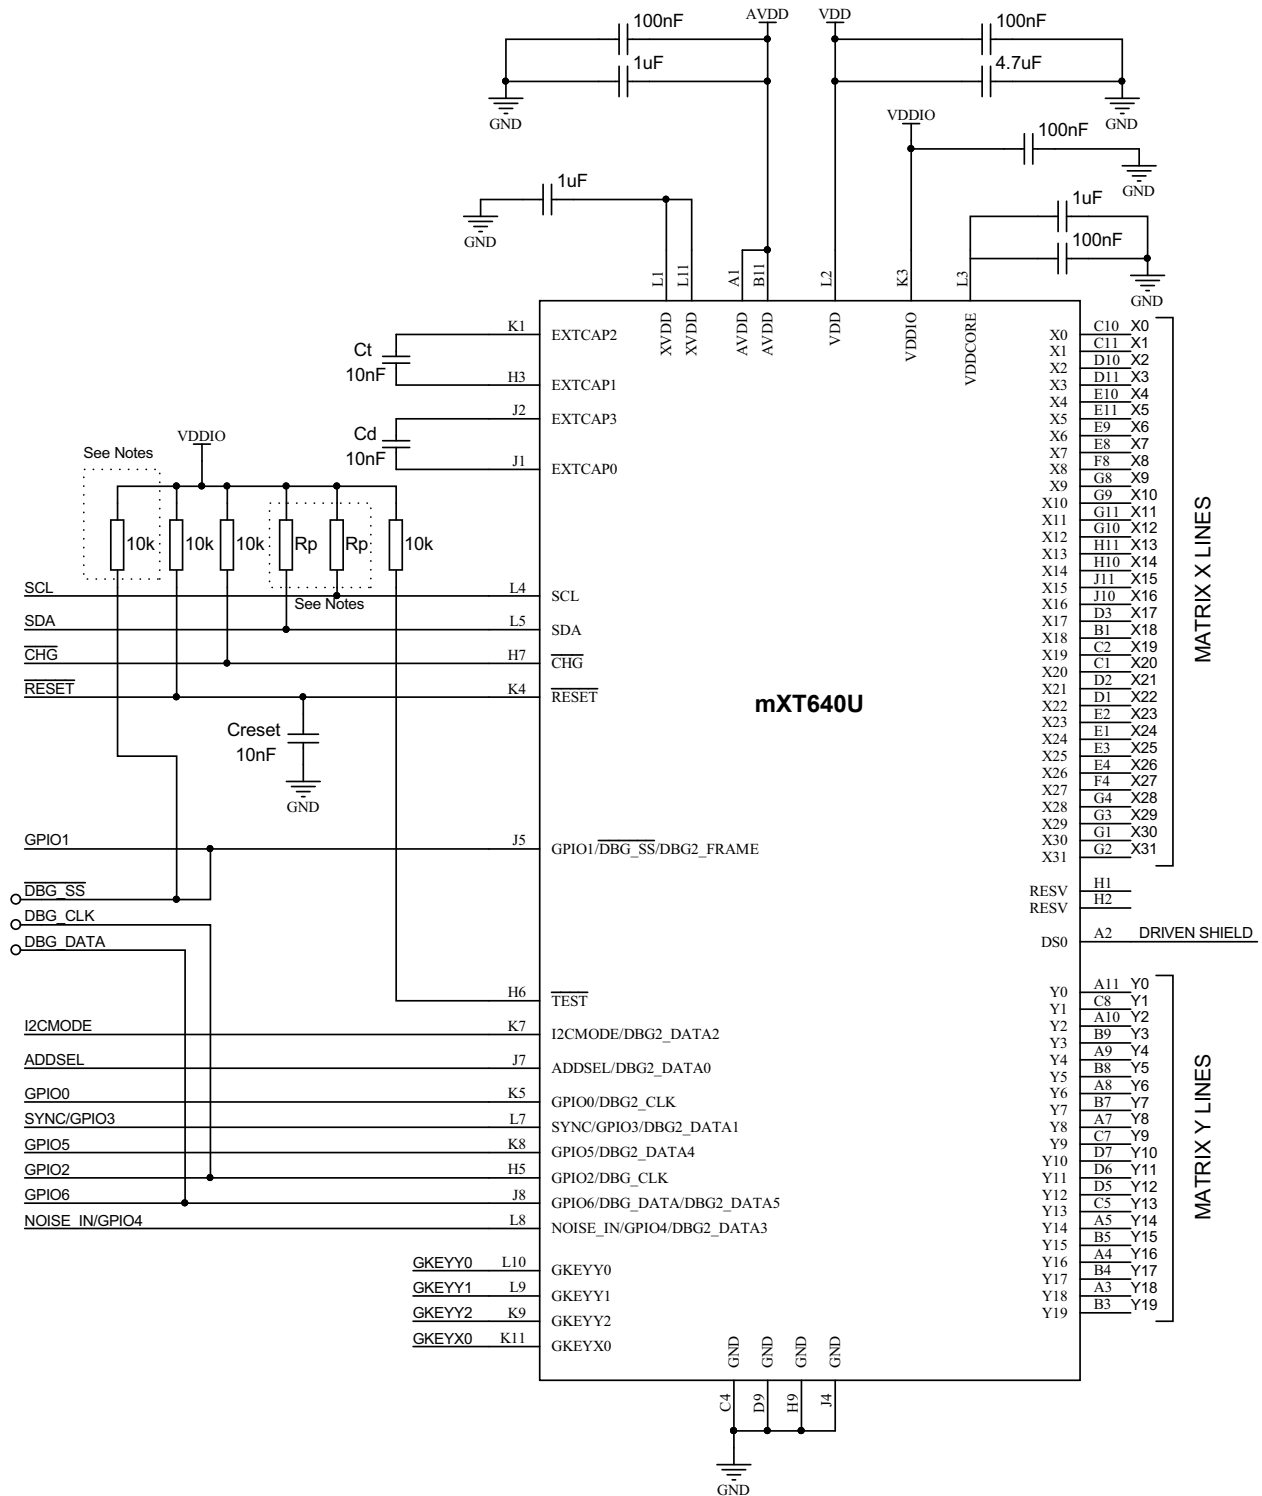 100nF
AVDD
VDD
100nF
1uF
4.7uF
GND
GND
VDDIO
100nF
GND
1uF
GND
1uF
100nF
GND
L1
L11
A1
B11
L2
K3
L3
XVDD
XVDD
AVDD
AVDD
VDD
VDDIO
VDDCORE
K1
EXTCAP2
Ct
10nF
H3
EXTCAP1
J2
EXTCAP3
Cd
10nF
J1
EXTCAP0
VDDIO
See Notes
10k
10k
10k
Rp
Rp
10k
See Notes
SCL
L4
SCL
SDA
L5
SDA
CHG
H7
CHG
RESET
K4
RESET
mXT640U
Creset
10nF
GND
GPIO1
J5
GPIO1/DBG_SS/DBG2_FRAME
DBG_SS
DBG_CLK
DBG_DATA
H6
TEST
I2CMODE
K7
I2CMODE/DBG2_DATA2
ADDSEL
J7
ADDSEL/DBG2_DATA0
GPIO0
K5
GPIO0/DBG2_CLK
SYNC/GPIO3
L7
SYNC/GPIO3/DBG2_DATA1
GPIO5
K8
GPIO5/DBG2_DATA4
GPIO2
H5
GPIO2/DBG_CLK
GPIO6
J8
GPIO6/DBG_DATA/DBG2_DATA5
NOISE_IN/GPIO4
L8
NOISE_IN/GPIO4/DBG2_DATA3
GKEYY0
L10
GKEYY0
GKEYY1
L9
GKEYY1
GKEYY2
K9
GKEYY2
GKEYX0
K11
GKEYX0
X0 C10 X0
X1 C11 X1
X2 D10 X2
X3 D11 X3
X4 E10 X4
X5 E11 X5
X6 E9 X6
X7 E8 X7
X8 F8 X8
X9 G8 X9
X10 G9 X10
X11 G11 X11
X12 G10 X12
X13 H11 X13
X14 H10 X14
X15 J11 X15
X16 J10 X16
X17 D3 X17
X18 B1 X18
X19 C2 X19
X20 C1 X20
X21 D2 X21
X22 D1 X22
X23 E2 X23
X24 E1 X24
X25 E3 X25
X26 E4 X26
X27 F4 X27
X28 G4 X28
X29 G3 X29
X30 G1 X30
X31 G2 X31
MATRIX X LINES
RESV H1
RESV H2
DS0 A2 DRIVEN SHIELD
Y0 A11 Y0
Y1 C8 Y1
Y2 A10 Y2
Y3 B9 Y3
Y4 A9 Y4
Y5 B8 Y5
Y6 A8 Y6
Y7 B7 Y7
Y8 A7 Y8
Y9 C7 Y9
Y10 D7 Y10
Y11 D6 Y11
Y12 D5 Y12
Y13 C5 Y13
Y14 A5 Y14
Y15 B5 Y15
Y16 A4 Y16
Y17 B4 Y17
Y18 A3 Y18
Y19 B3 Y19
MATRIX Y LINES
GND
GND
GND
GND
C4
D9
H9
J4
GND